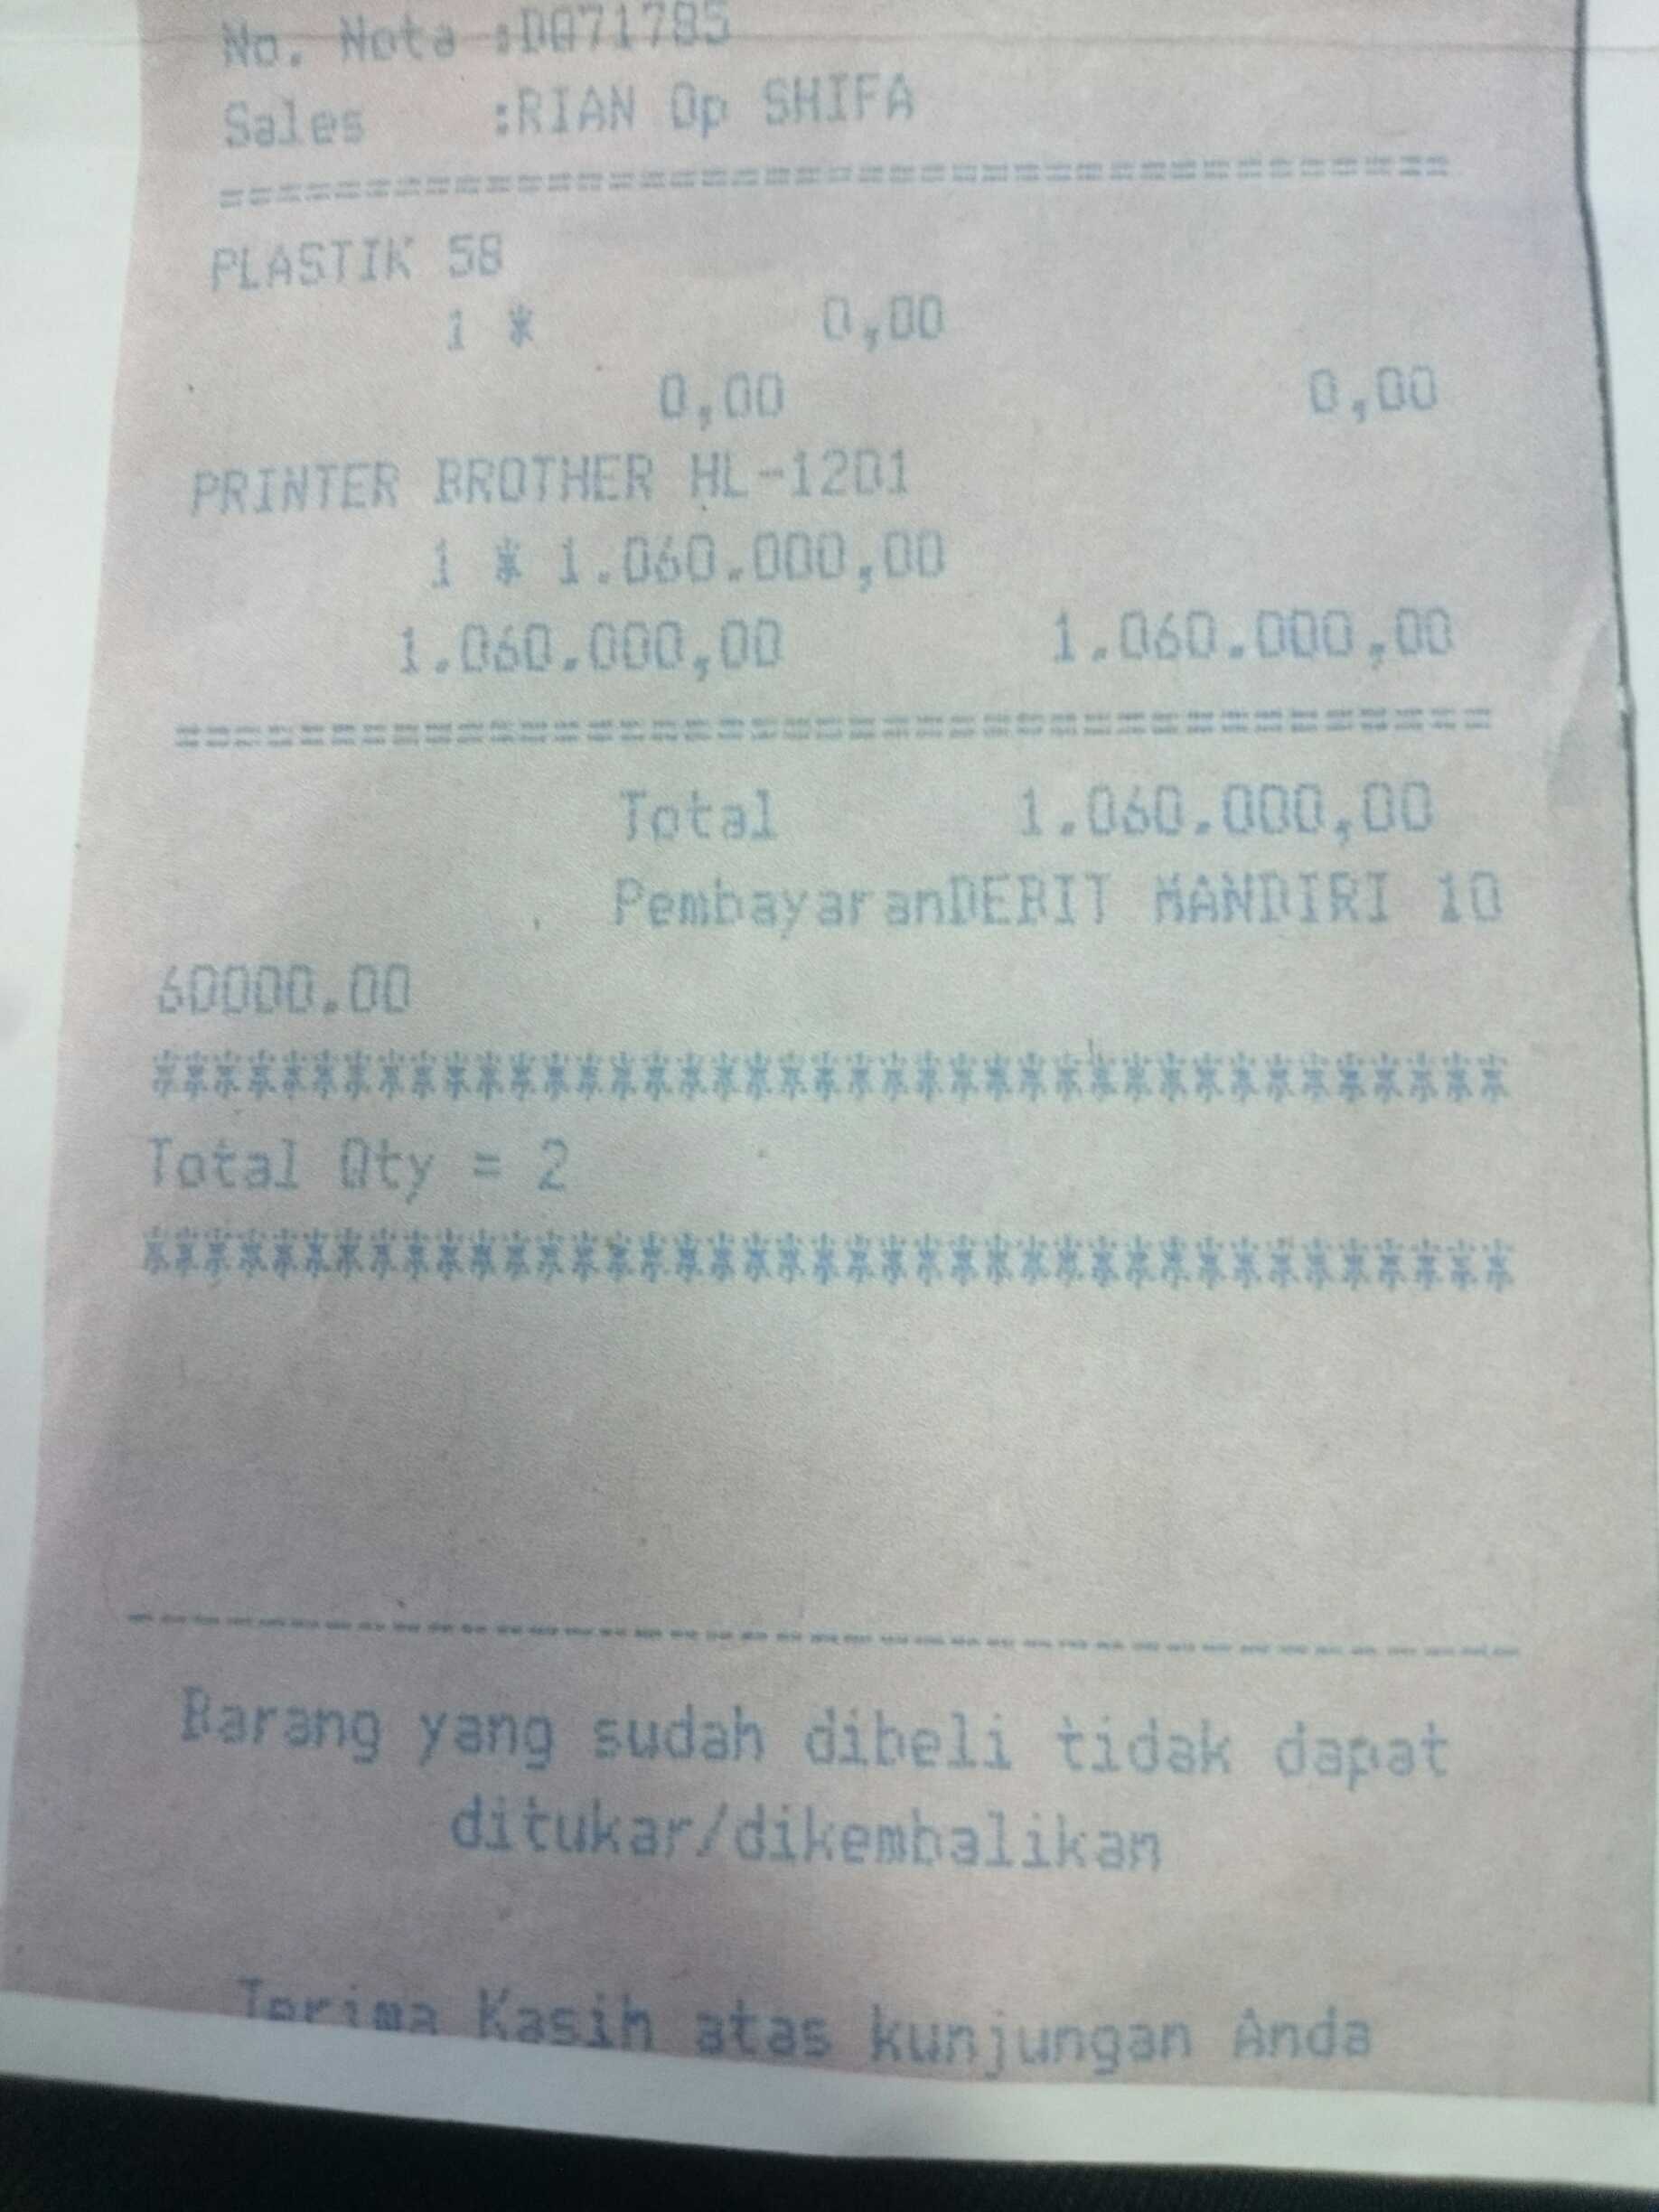 No. Nota :D071785
Sales :RIAN Op SHIFA
========================================
PLASTIK 58
1 * 0,00
0,00 0,00
PRINTER BROTHER HL-1201
1 * 1.060.000,00
1.060.000,00 1.060.000,00
========================================
Total 1.060.000,00
PembayaranDEBIT MANDIRI 10
60000.00
****************************************
Total Qty = 2
****************************************
----------------------------------------
Barang yang sudah dibeli tidak dapat
ditukar/dikembalikan
Terima Kasih atas kunjungan Anda